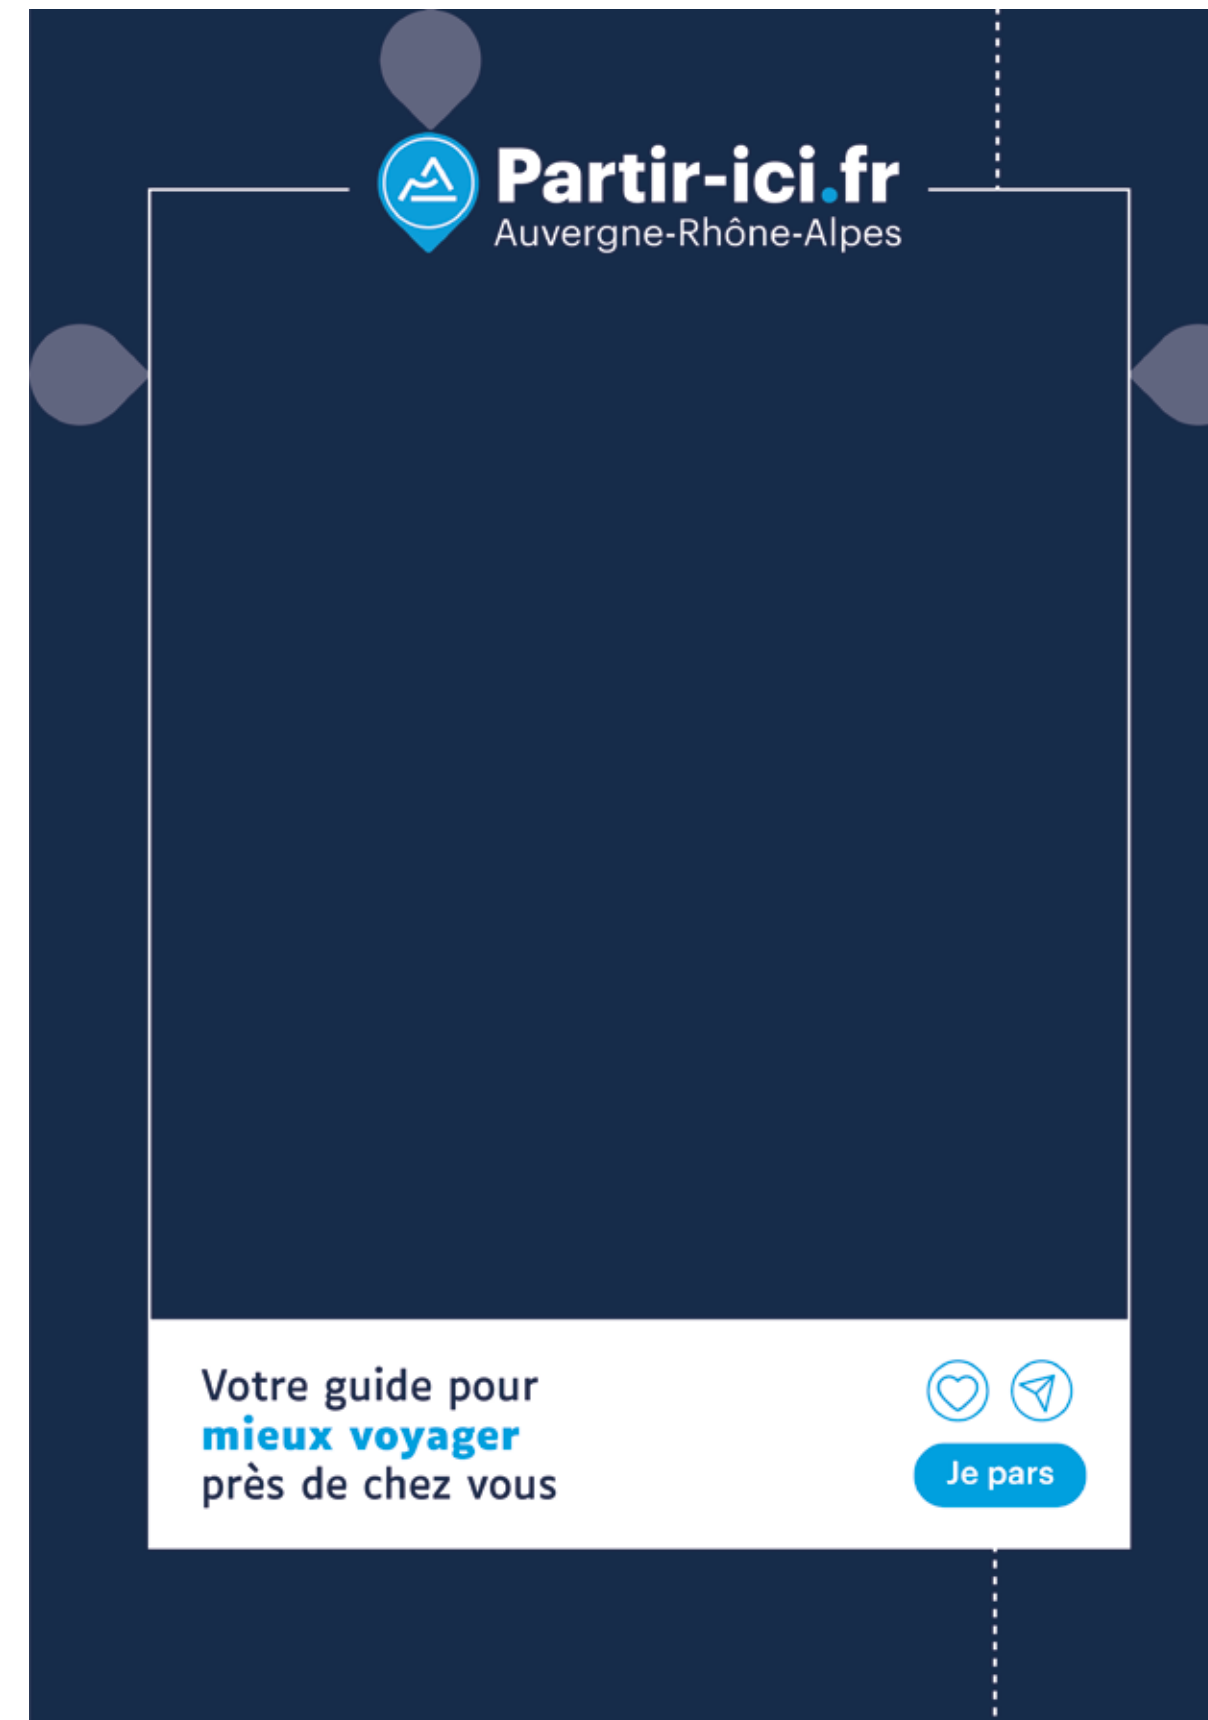 Partir-ici.fr
Auvergne-Rhône-Alpes
Votre guide pour
mieux voyager
près de chez vous
Je pars